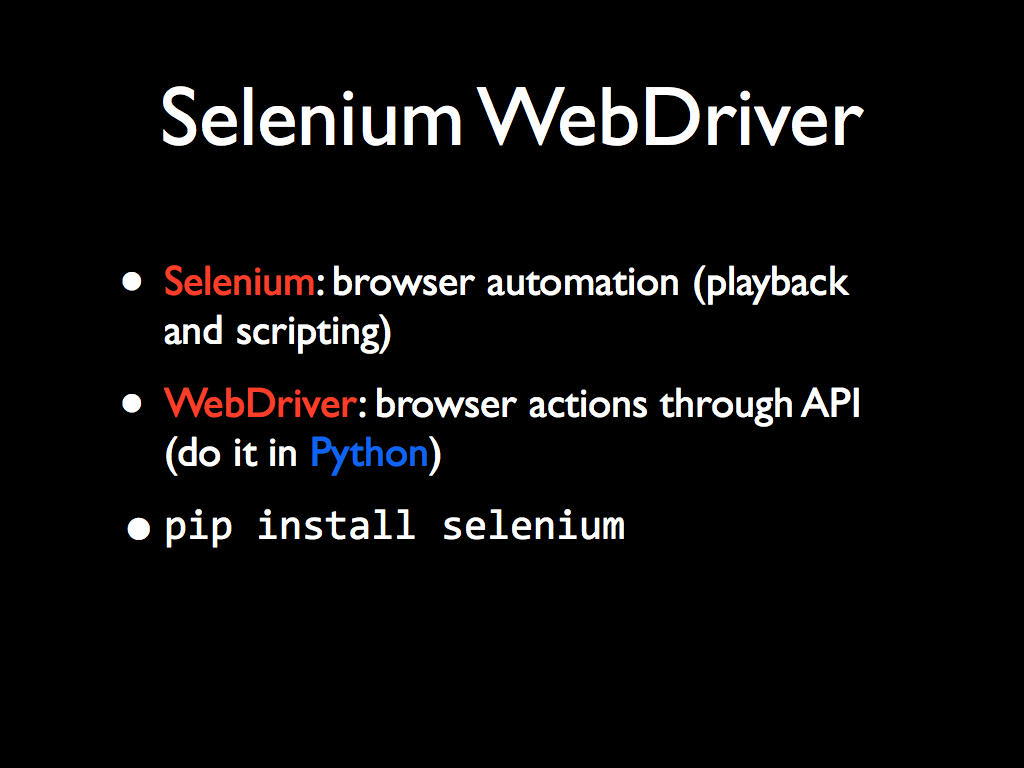 Selenium WebDriver
• Selenium: browser automation (playback
and scripting)
• WebDriver: browser actions through API
(do it in Python)
• pip install selenium